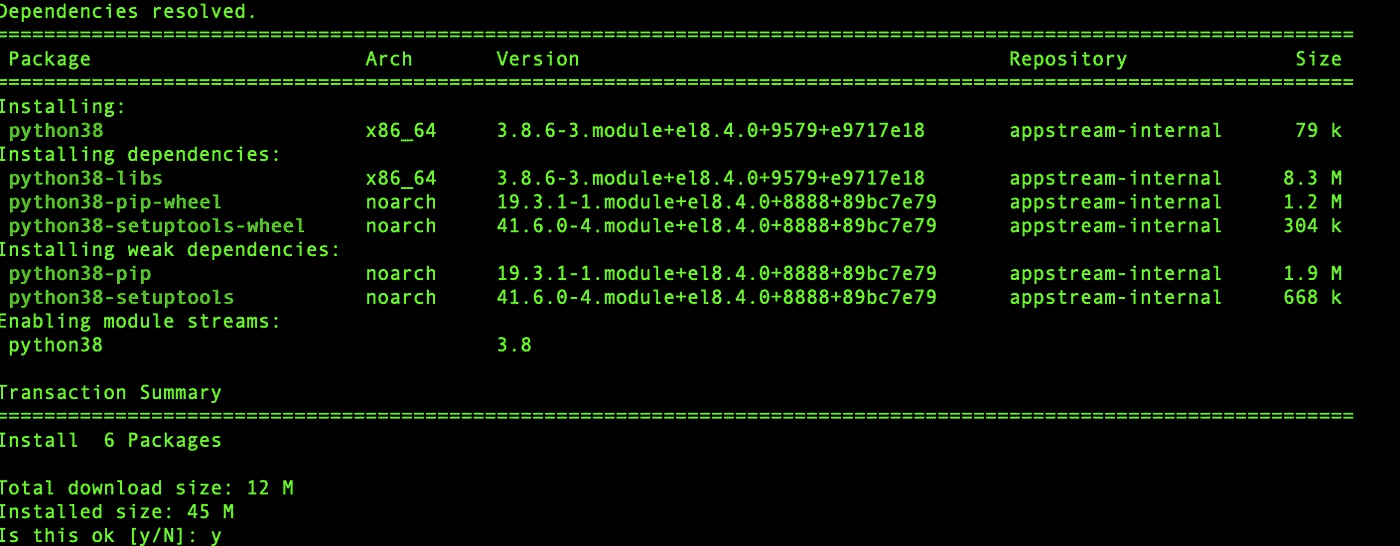 Dependencies resolved.
================================================================================
Package Arch Version Repository Size
================================================================================
Installing:
python38 x86_64 3.8.6-3.module+el8.4.0+9579+e9717e18 appstream-internal 79 k
Installing dependencies:
python38-libs x86_64 3.8.6-3.module+el8.4.0+9579+e9717e18 appstream-internal 8.3 M
python38-pip-wheel noarch 19.3.1-1.module+el8.4.0+8888+89bc7e79 appstream-internal 1.2 M
python38-setuptools-wheel noarch 41.6.0-4.module+el8.4.0+8888+89bc7e79 appstream-internal 304 k
Installing weak dependencies:
python38-pip noarch 19.3.1-1.module+el8.4.0+8888+89bc7e79 appstream-internal 1.9 M
python38-setuptools noarch 41.6.0-4.module+el8.4.0+8888+89bc7e79 appstream-internal 668 k
Enabling module streams:
python38 3.8
Transaction Summary
================================================================================
Install 6 Packages
Total download size: 12 M
Installed size: 45 M
Is this ok [y/N]: y